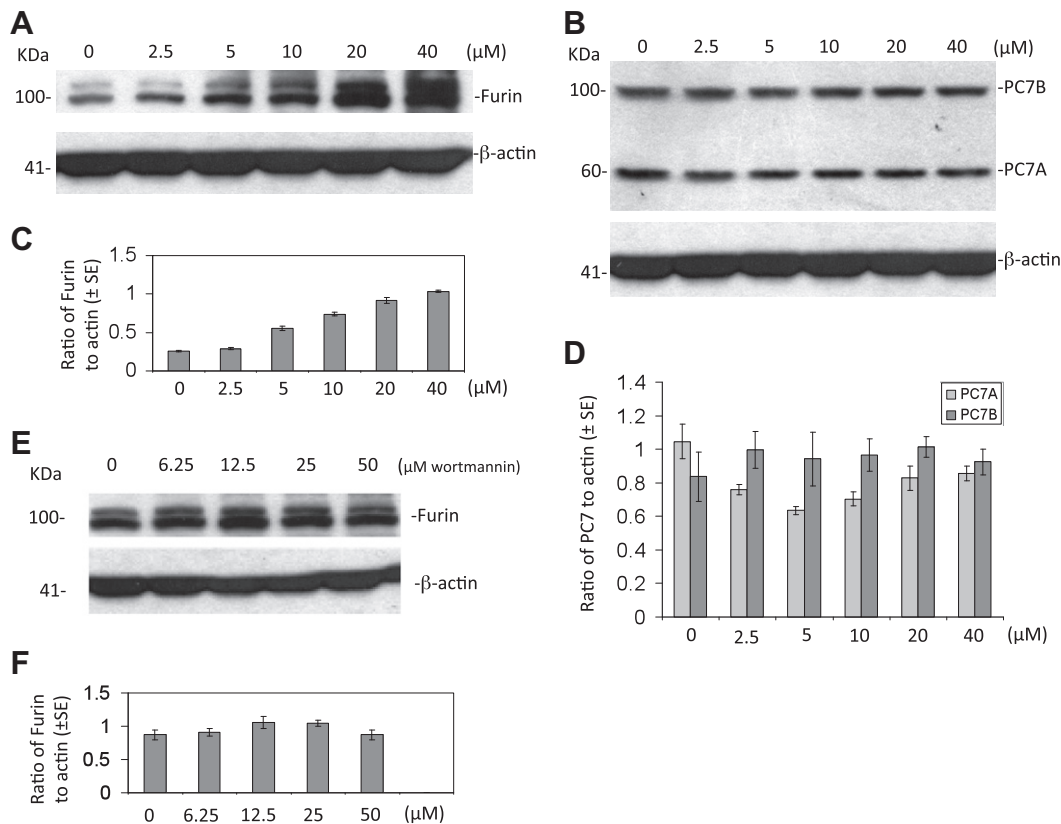 A
KDa 0 2.5 5 10 20 40 (µM)
100- -Furin
41- -β-actin
B
KDa 0 2.5 5 10 20 40 (µM)
100- -PC7B
60- -PC7A
41- -β-actin
C
Ratio of Furin
to actin (± SE)
1.5
1
0.5
0
0 2.5 5 10 20 40 (µM)
D
Ratio of PC7 to actin (± SE)
1.4
1.2
1
0.8
0.6
0.4
0.2
0
PC7A
PC7B
0 2.5 5 10 20 40 (µM)
E
KDa 0 6.25 12.5 25 50 (µM wortmannin)
100- -Furin
41- -β-actin
F
Ratio of Furin
to actin (±SE)
1.5
1
0.5
0
0 6.25 12.5 25 50 (µM)